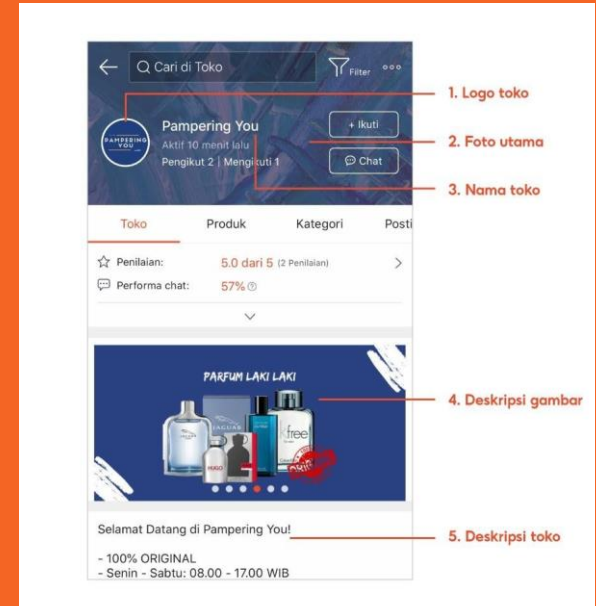 Cari di Toko
Filter
Pampering You
Aktif 10 menit lalu
Pengikut 2 | Mengikuti 1
+ Ikuti
Chat
PAMPERING
YOU
1. Logo toko
2. Foto utama
3. Nama toko
Toko Produk Kategori Posti
Penilaian: 5.0 dari 5 (2 Penilaian)
Performa chat: 57%
PARFUM LAKI LAKI
JAGUAR
HUGO
kfree
4. Deskripsi gambar
Selamat Datang di Pampering You!
5. Deskripsi toko
- 100% ORIGINAL
- Senin - Sabtu: 08.00 - 17.00 WIB